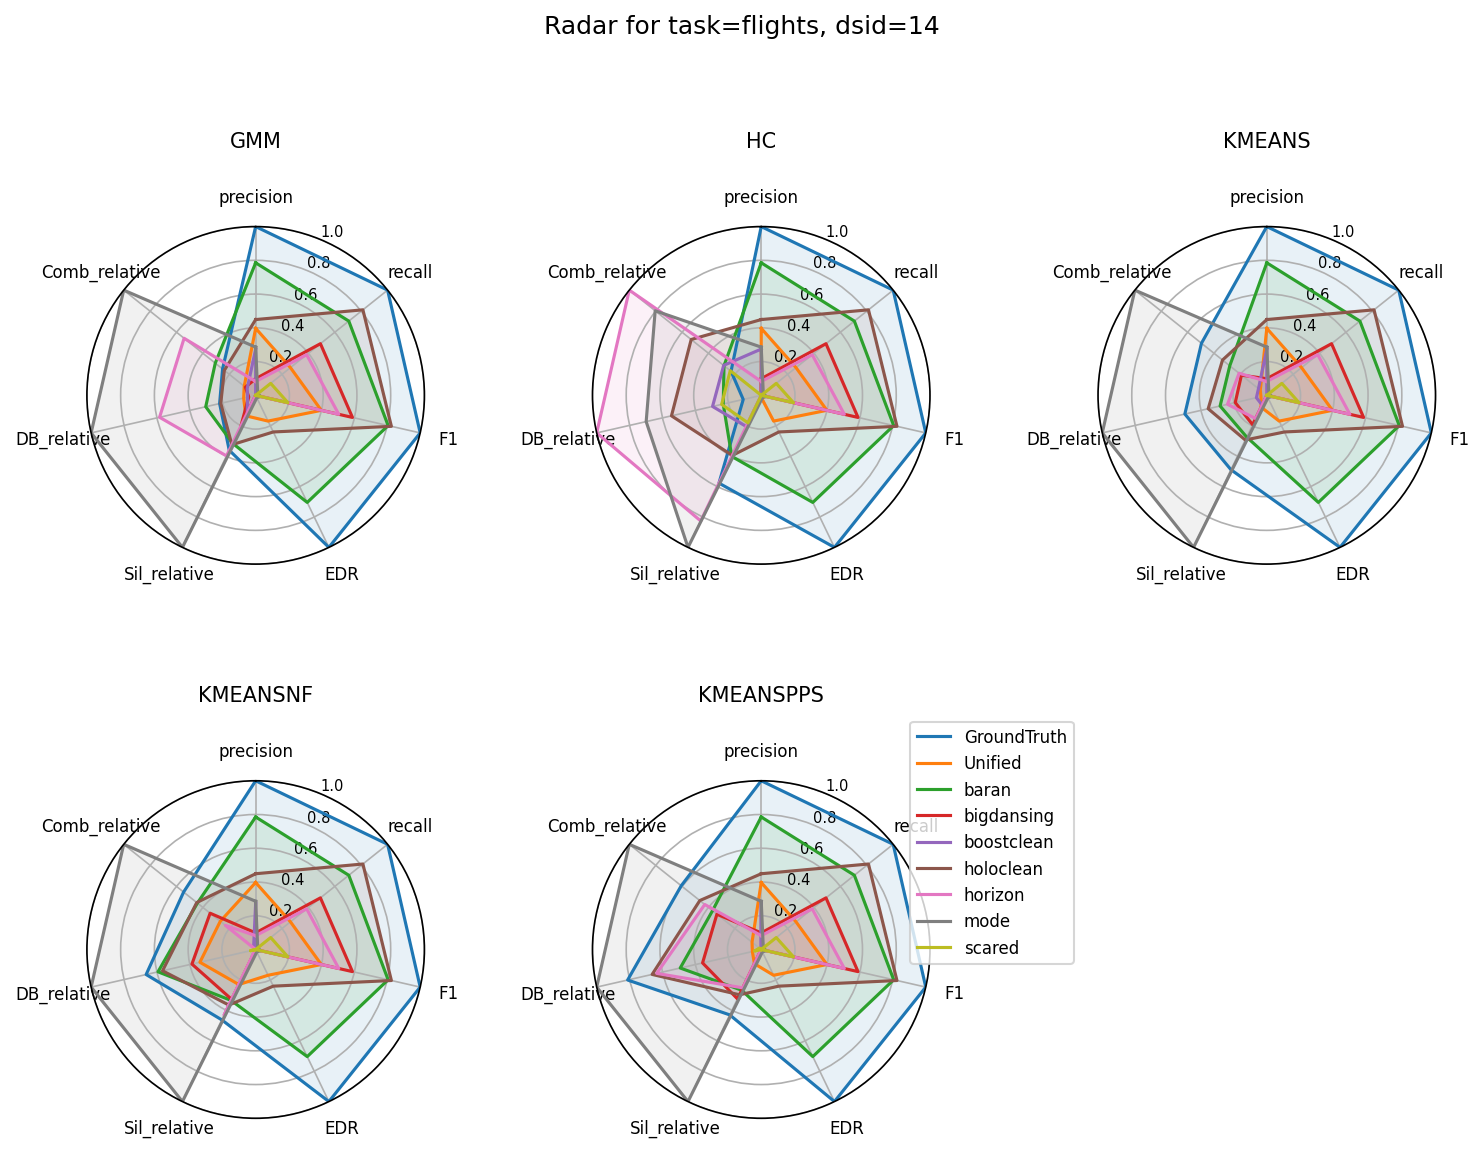 Radar for task=flights, dsid=14
GMM
precision
recall
F1
EDR
Sil_relative
DB_relative
Comb_relative
0.2
0.4
0.6
0.8
1.0
HC
precision
recall
F1
EDR
Sil_relative
DB_relative
Comb_relative
0.2
0.4
0.6
0.8
1.0
KMEANS
precision
recall
F1
EDR
Sil_relative
DB_relative
Comb_relative
0.2
0.4
0.6
0.8
1.0
KMEANSNF
precision
recall
F1
EDR
Sil_relative
DB_relative
Comb_relative
0.2
0.4
0.6
0.8
1.0
KMEANSPPS
precision
recall
F1
EDR
Sil_relative
DB_relative
Comb_relative
0.2
0.4
0.6
0.8
1.0
GroundTruth
Unified
baran
bigdansing
boostclean
holoclean
horizon
mode
scared